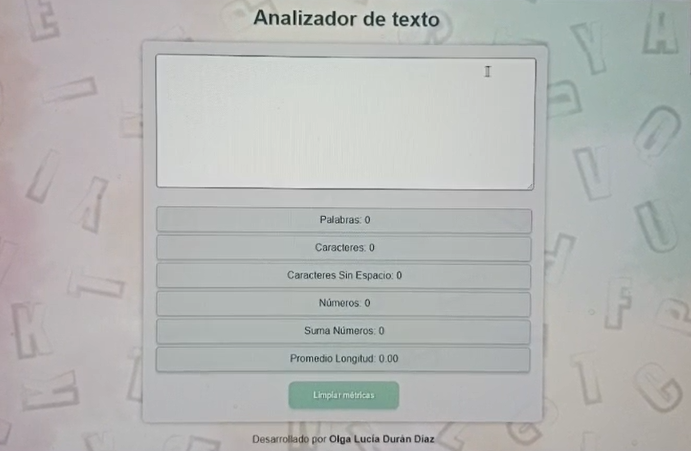 Analizador de texto
Palabras: 0
Caracteres: 0
Caracteres Sin Espacio: 0
Números: 0
Suma Números: 0
Promedio Longitud: 0.00
Limpiar métricas
Desarrollado por Olga Lucía Durán Díaz